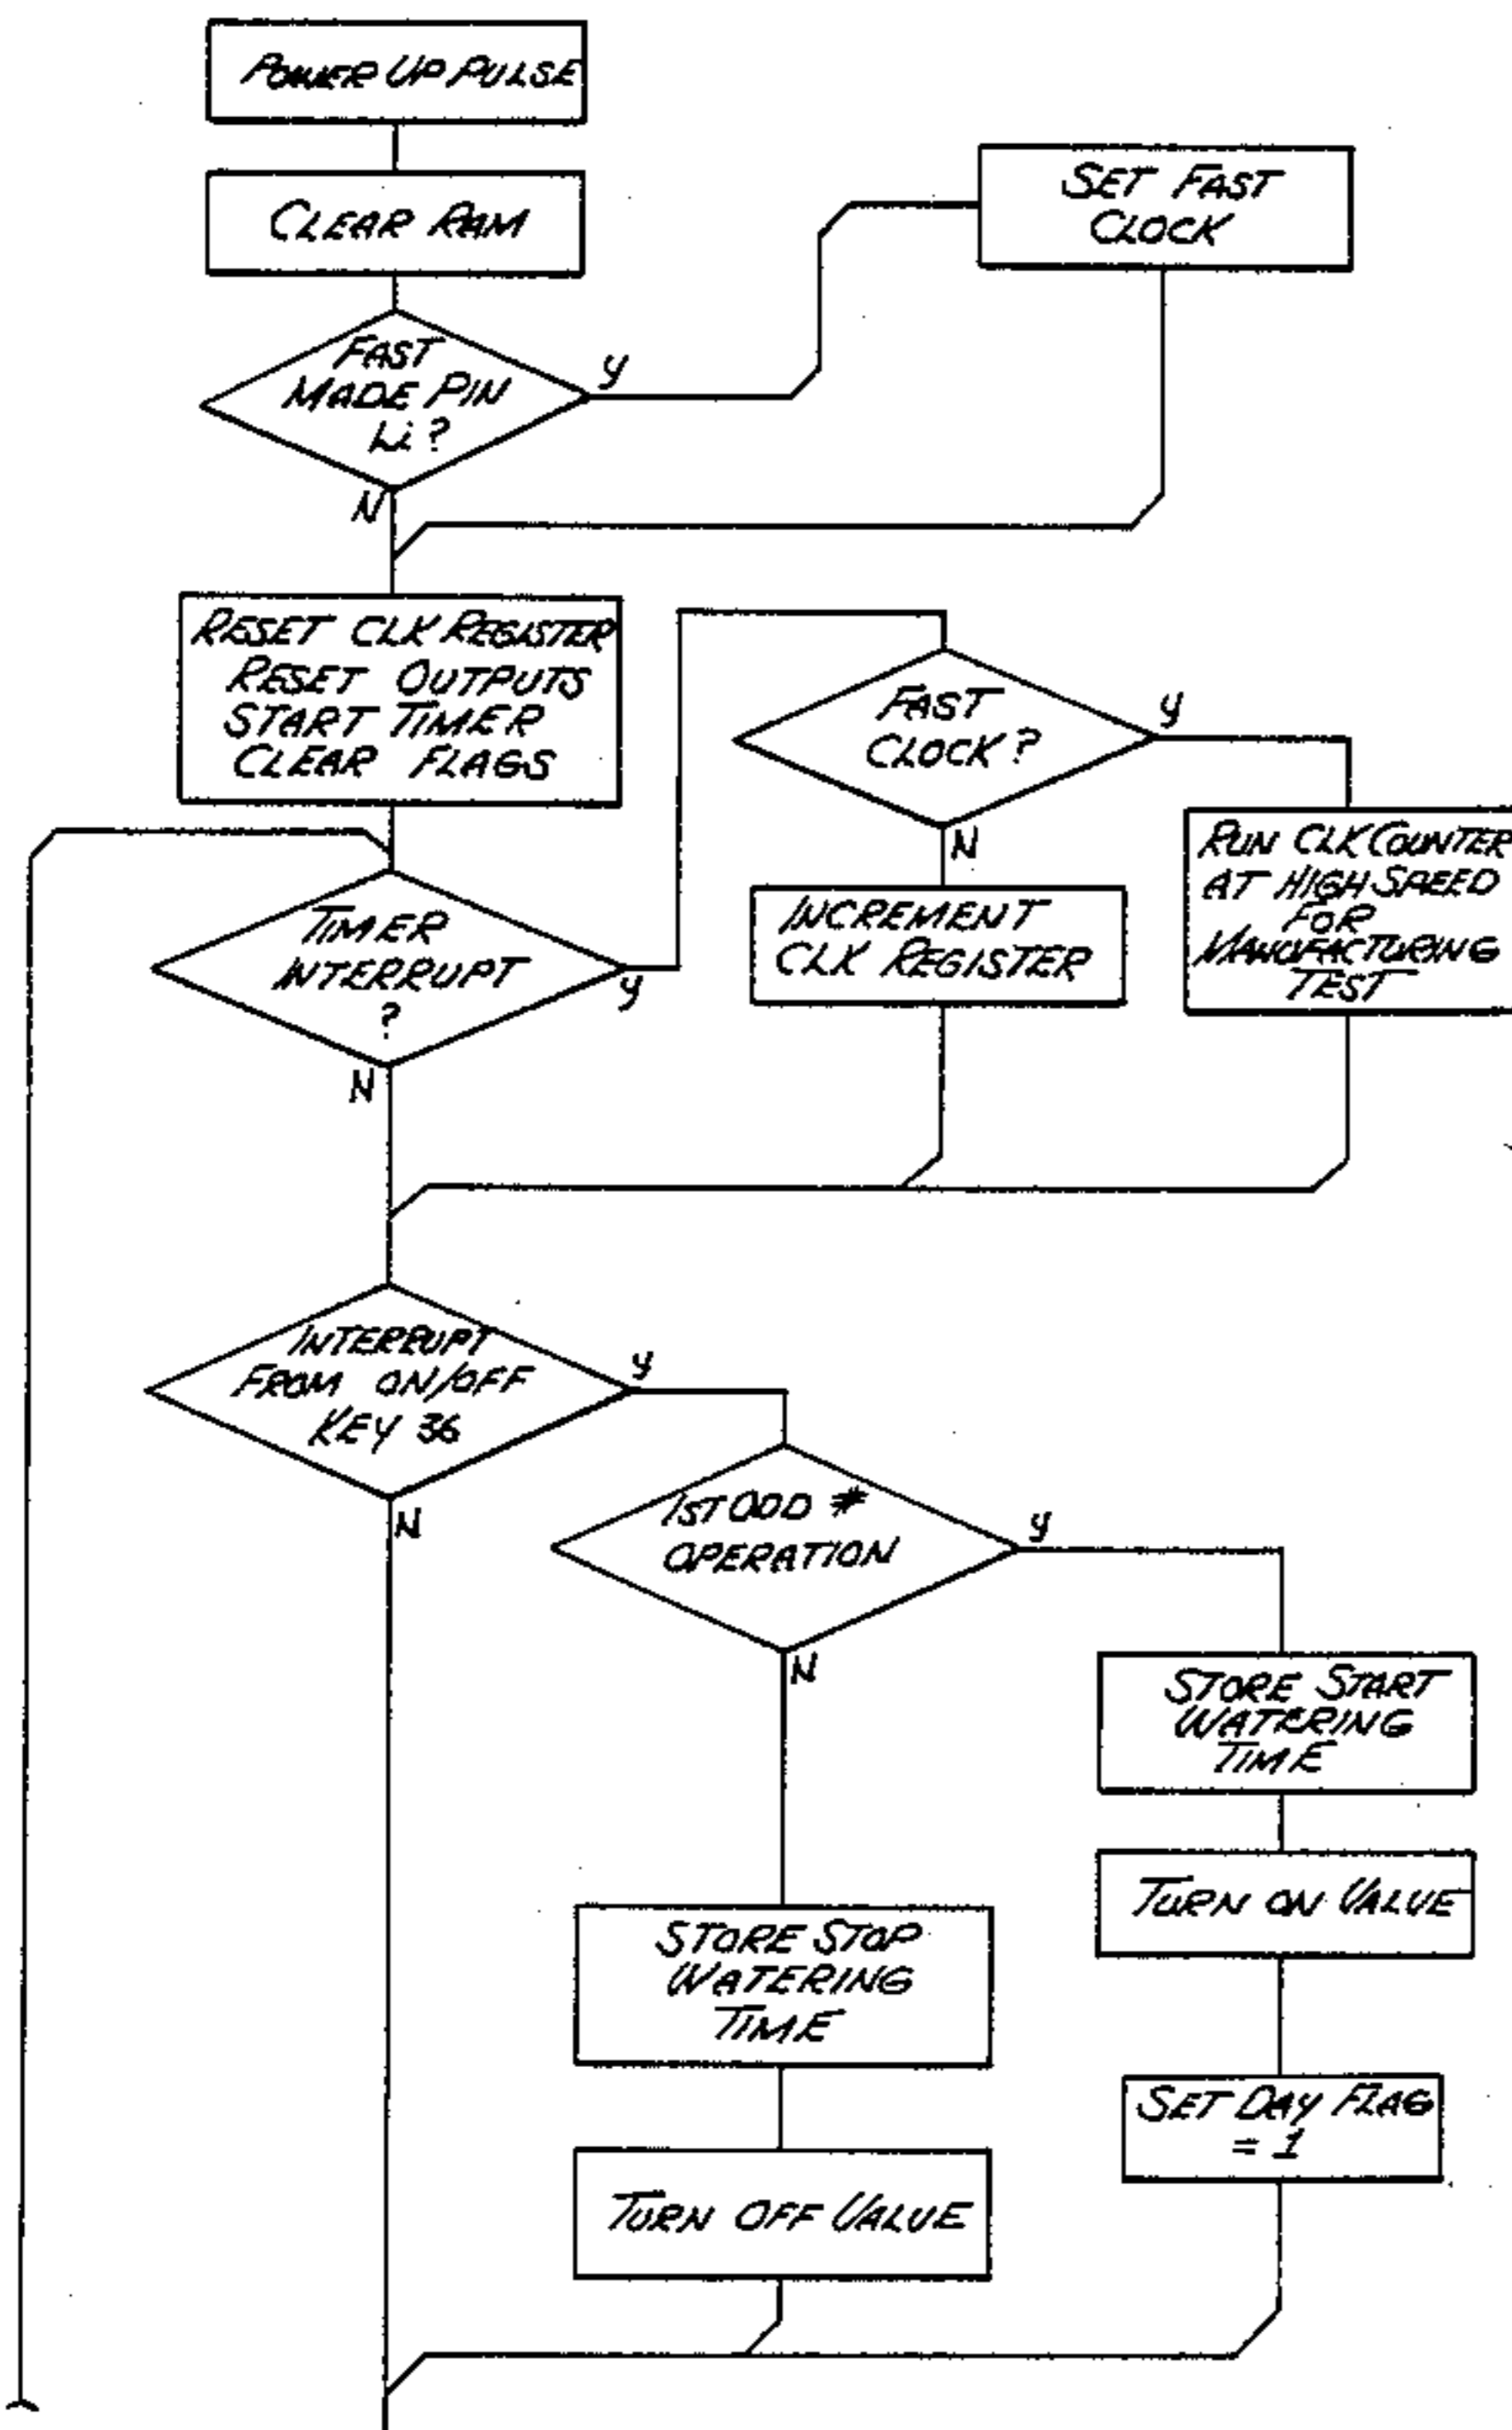 POWER UP PULSE
CLEAR RAM
SET FAST
CLOCK
FAST
MADE PIN
Li?
Y
N
RESET CLK REGISTER
RESET OUTPUTS
START TIMER
CLEAR FLAGS
FAST
CLOCK?
Y
N
RUN CLK COUNTER
AT HIGH SPEED
FOR
MANUFACTURING
TEST
INCREMENT
CLK REGISTER
TIMER
INTERRUPT
?
Y
N
INTERRUPT
FROM ON/OFF
KEY 36
Y
N
1ST ODD #
OPERATION
Y
N
STORE START
WATERING
TIME
TURN ON VALUE
STORE STOP
WATERING
TIME
SET DAY FLAG
= 1
TURN OFF VALUE